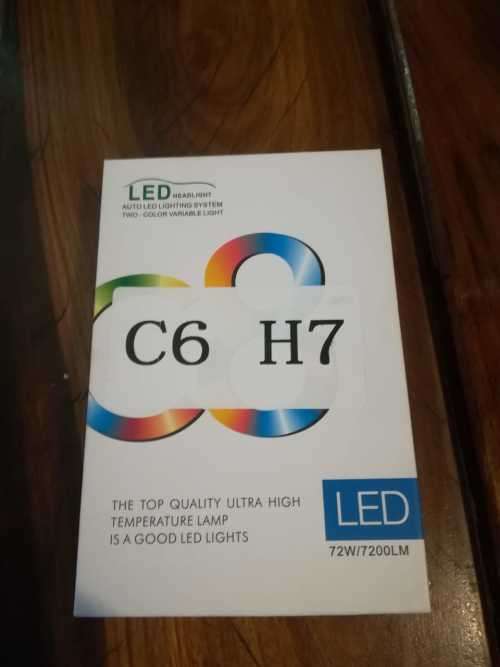 LED HEADLIGHT
AUTO LED LIGHTING SYSTEM
TWO - COLOR VARIABLE LIGHT
C6 H7
THE TOP QUALITY ULTRA HIGH
TEMPERATURE LAMP
IS A GOOD LED LIGHTS
LED
72W/7200LM